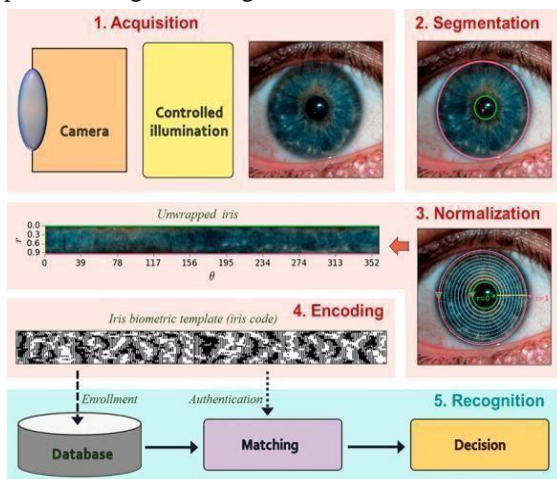 1. Acquisition
2. Segmentation
Camera
Controlled
illumination
Unwrapped iris
3. Normalization
r
0.0
0.3
0.6
0.9
0 39 78 117 156 195 234 274 313 352
θ
r=0 r=1
4. Encoding
Iris biometric template (iris code)
Enrollment
Authentication
5. Recognition
Database
Matching
Decision